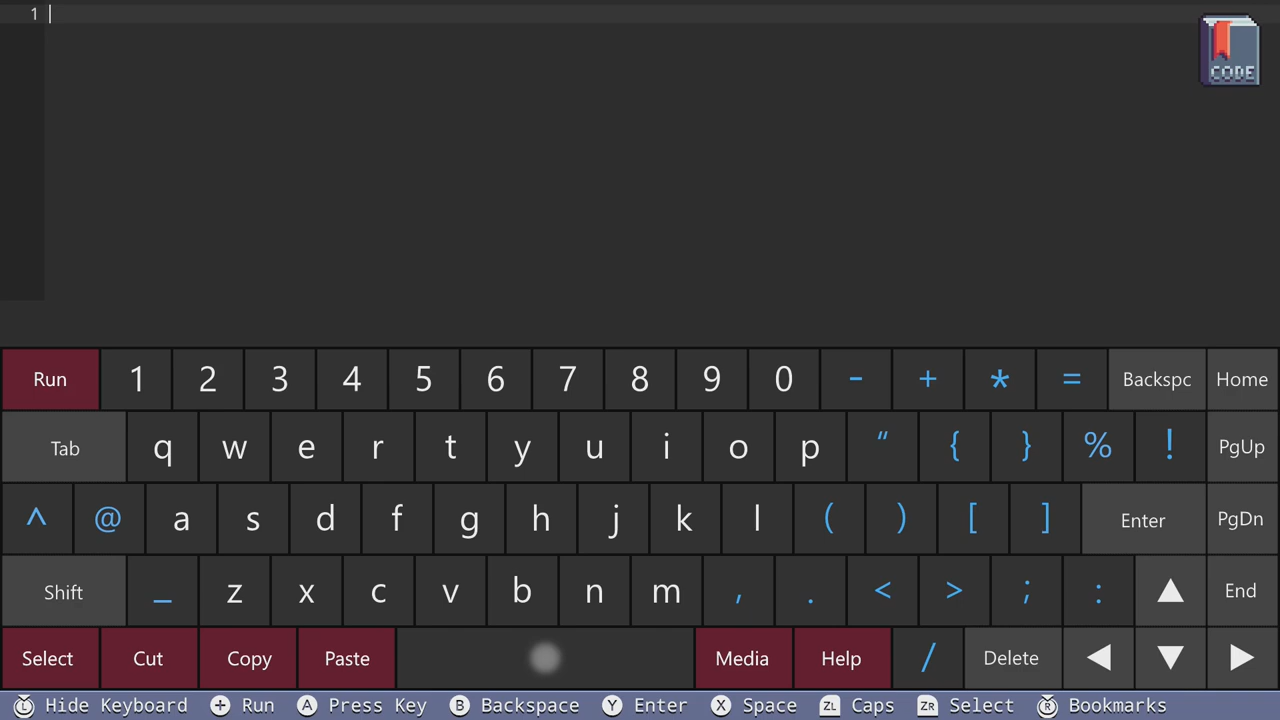 1
CODE
Run 1 2 3 4 5 6 7 8 9 0 - + * = Backspc Home
Tab q w e r t y u i o p “ { } % ! PgUp
^ @ a s d f g h j k l ( ) [ ] Enter PgDn
Shift _ z x c v b n m , . < > ; : End
Select Cut Copy Paste Media Help / Delete
L Hide Keyboard + Run A Press Key B Backspace Y Enter X Space ZL Caps ZR Select R Bookmarks